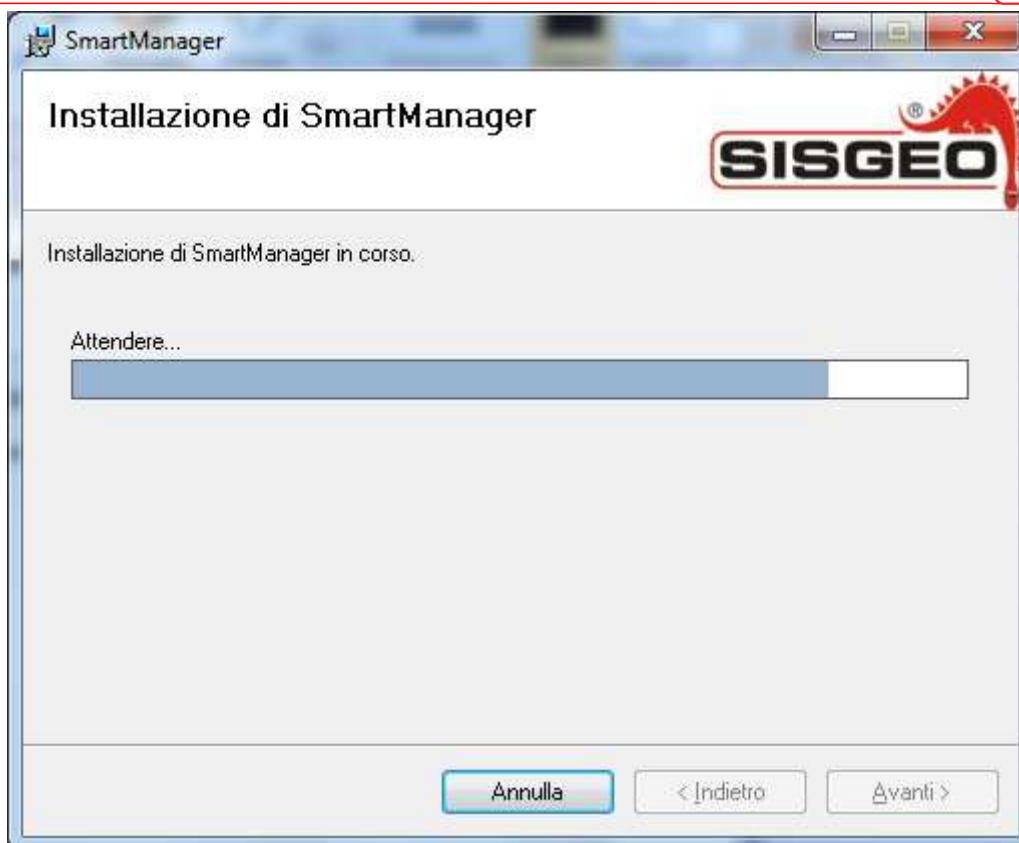 SmartManager
Installazione di SmartManager
®
SISGEO
Installazione di SmartManager in corso.
Attendere...
Annulla
< Indietro
Avanti >